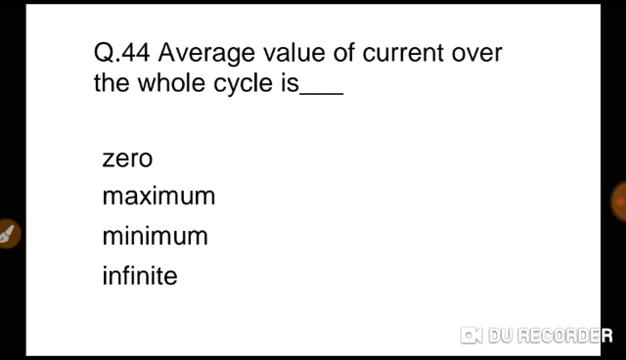 Q.44 Average value of current over
the whole cycle is___
zero
maximum
minimum
infinite
DU RECORDER